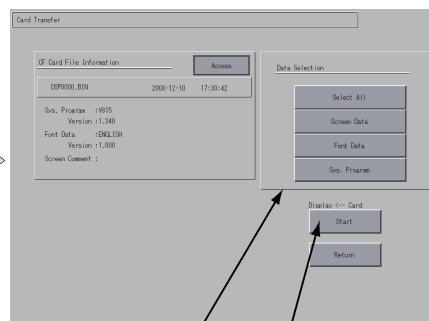 Card Transfer
CF Card File Information
Access
DSP0000.BIN 2008-12-10 17:30:42
Sys. Program :V815
Version :1.340
Font Data :ENGLISH
Version :1.000
Screen Comment :
Data Selection
Select All
Screen Data
Font Data
Sys. Program
Display <-- Card
Start
Return